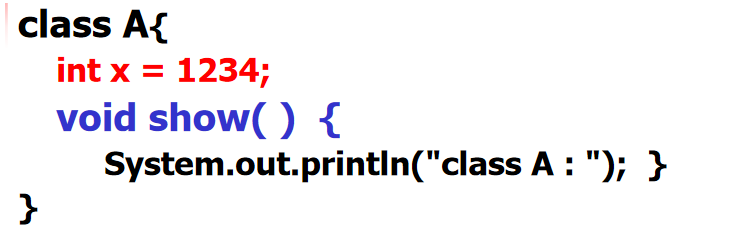 class A{
int x = 1234;
void show( ) {
System.out.println("class A : "); }
}